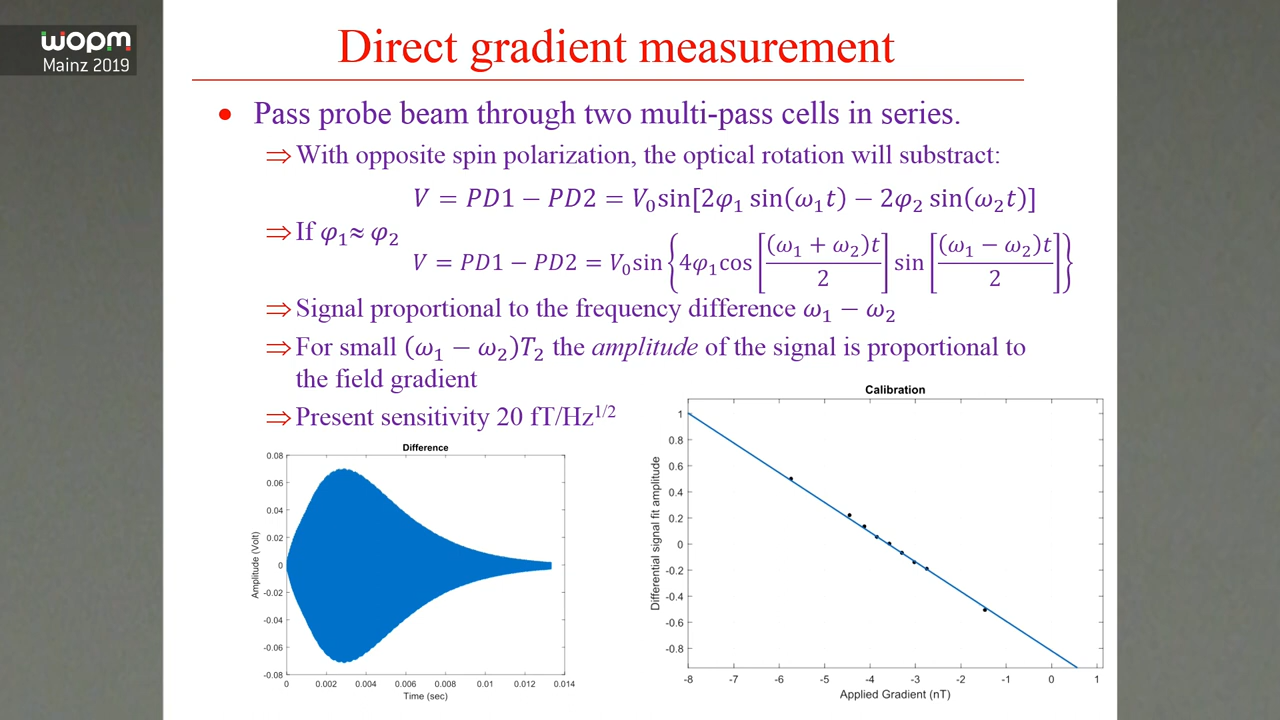 wopm
Mainz 2019
Direct gradient measurement
• Pass probe beam through two multi-pass cells in series.
⇒ With opposite spin polarization, the optical rotation will substract:
V = PD1 − PD2 = V₀sin[2φ₁ sin(ω₁t) − 2φ₂ sin(ω₂t)]
⇒ If φ₁≈ φ₂
V = PD1 − PD2 = V₀sin {4φ₁cos [(ω₁ + ω₂)t / 2] sin [(ω₁ − ω₂)t / 2]}
⇒ Signal proportional to the frequency difference ω₁ − ω₂
⇒ For small (ω₁ − ω₂)T₂ the amplitude of the signal is proportional to
the field gradient
⇒ Present sensitivity 20 fT/Hz^1/2
Difference
Amplitude (Volt)
0.08
0.06
0.04
0.02
0
-0.02
-0.04
-0.06
-0.08
0 0.002 0.004 0.006 0.008 0.01 0.012 0.014
Time (sec)
Calibration
Differential signal fit amplitude
1
0.8
0.6
0.4
0.2
0
-0.2
-0.4
-0.6
-0.8
-8 -7 -6 -5 -4 -3 -2 -1 0 1
Applied Gradient (nT)